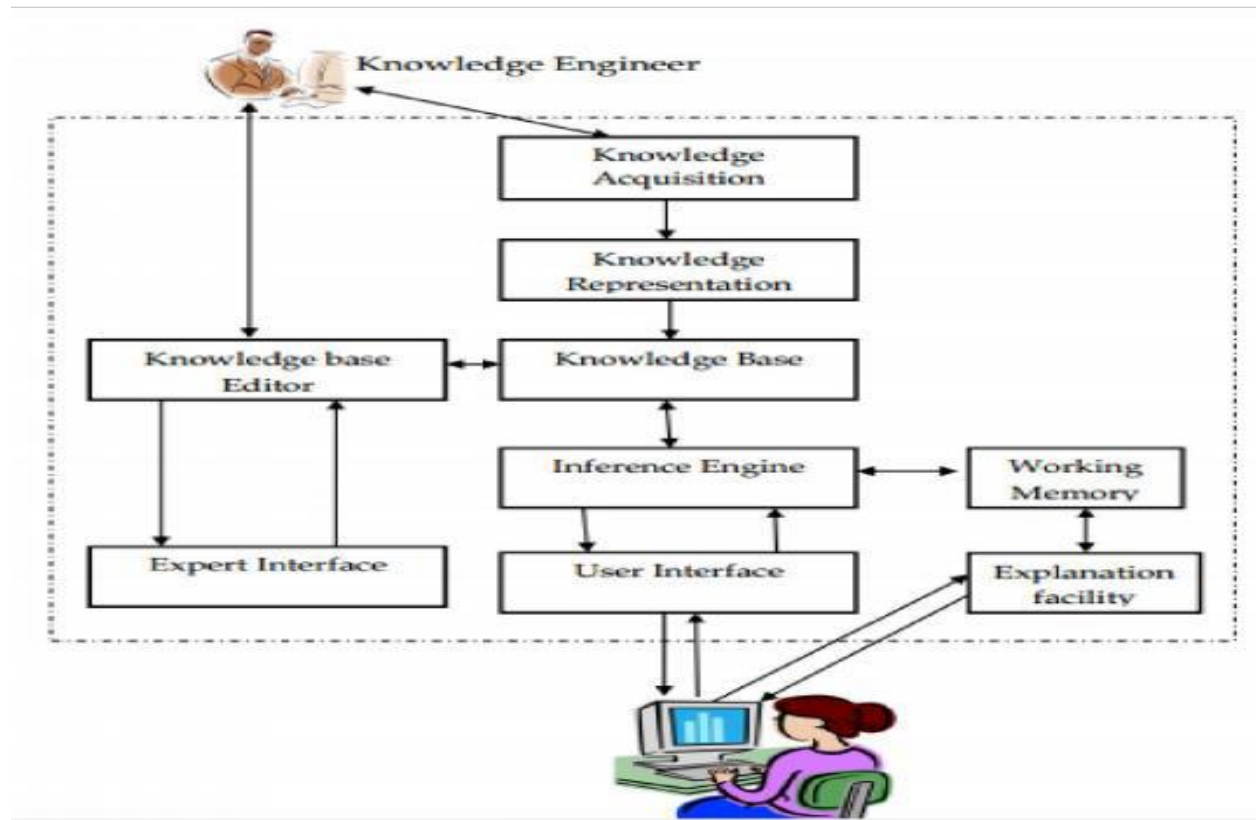 Knowledge Engineer
Knowledge
Acquisition
Knowledge
Representation
Knowledge base
Editor
Knowledge Base
Inference Engine
Working
Memory
Expert Interface
User Interface
Explanation
facility